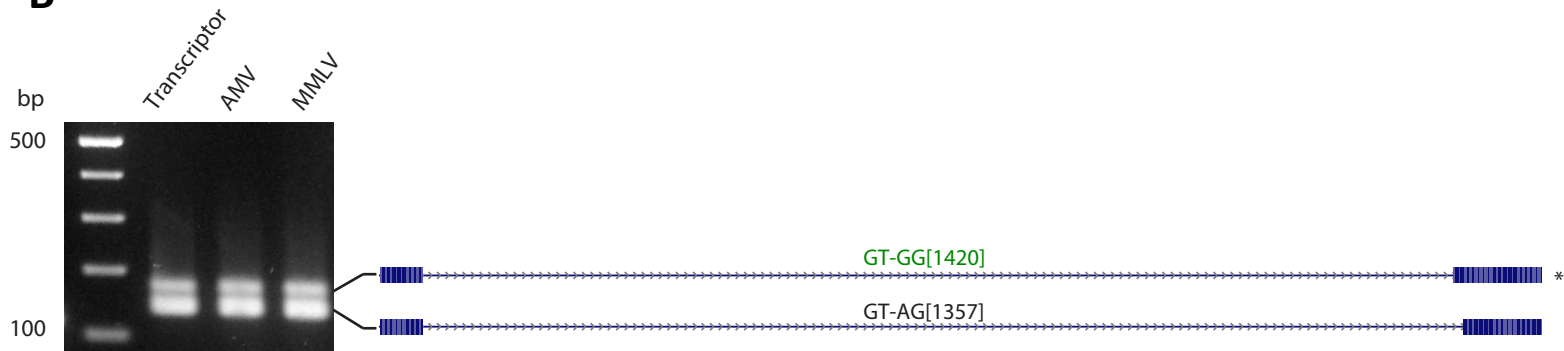 B
Transcriptor
AMV
MMLV
bp
500
100
GT-GG[1420]
*
GT-AG[1357]